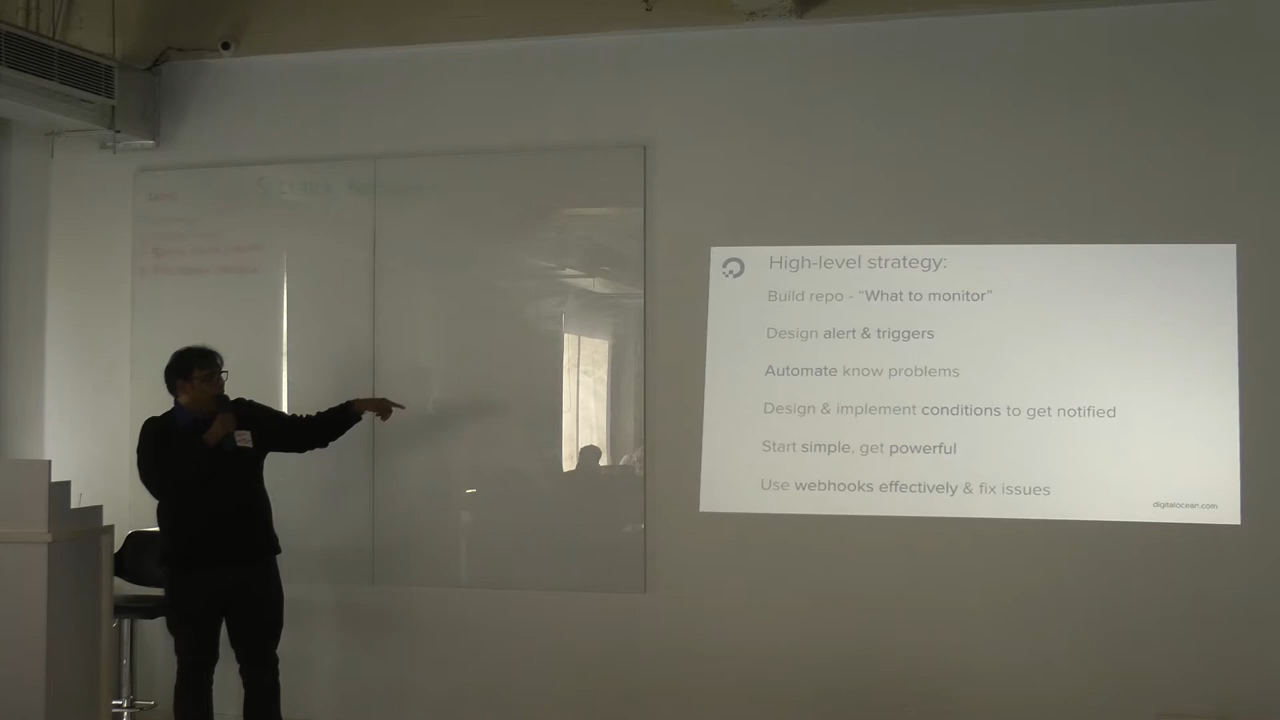 High-level strategy:
Build repo - “What to monitor”
Design alert & triggers
Automate know problems
Design & implement conditions to get notified
Start simple, get powerful
Use webhooks effectively & fix issues
digitalocean.com